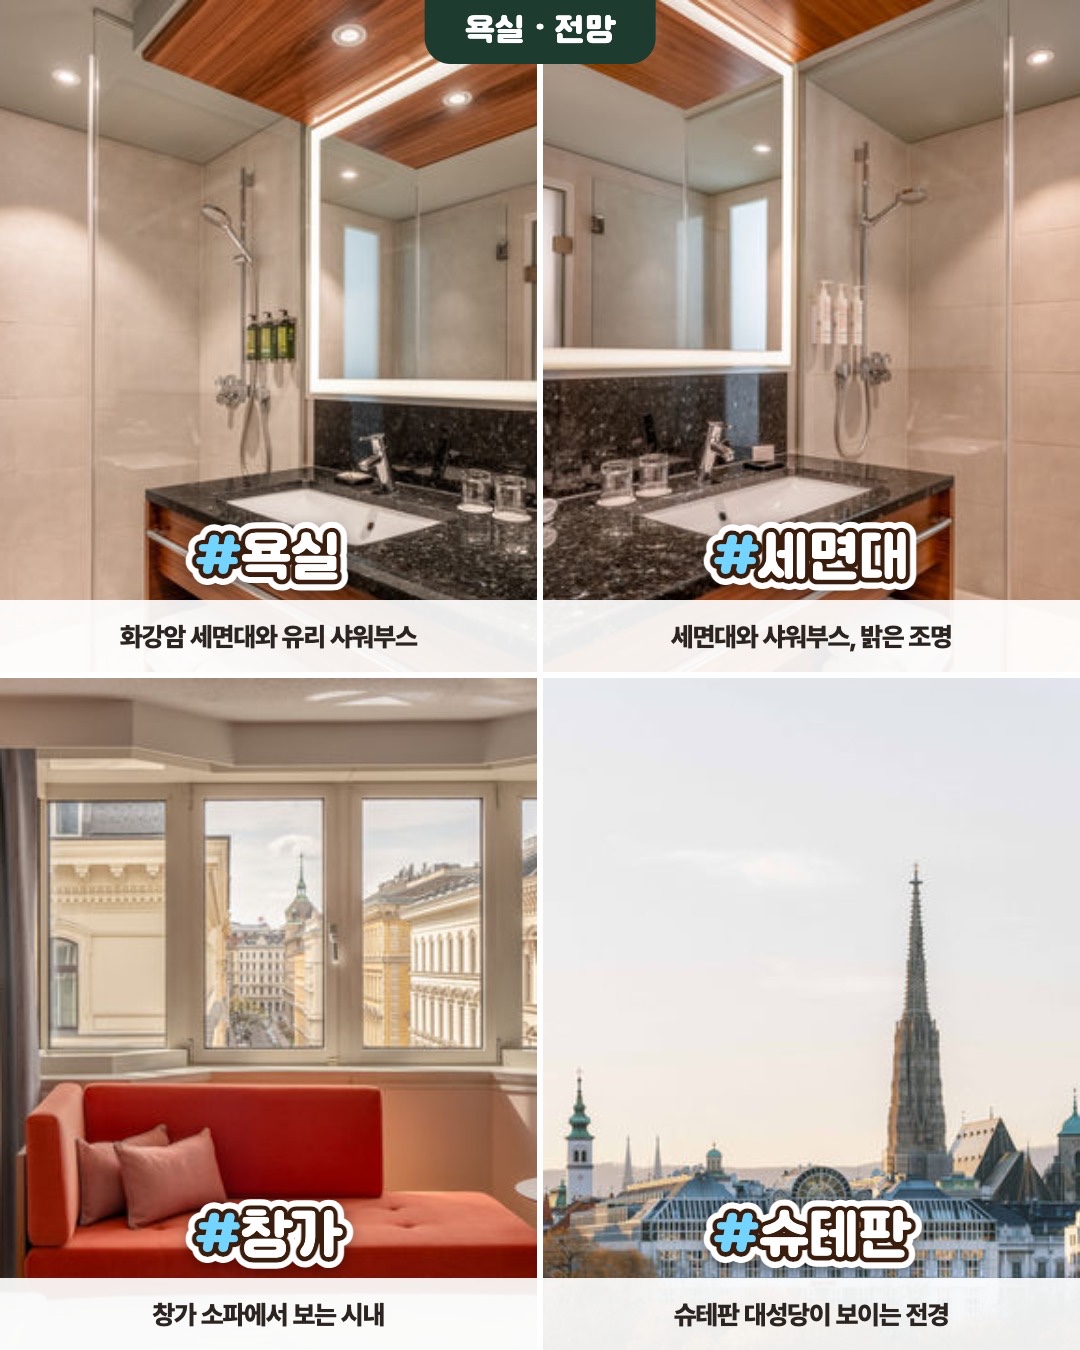 욕실 · 전망
#욕실
화강암 세면대와 유리 샤워부스
#세면대
세면대와 샤워부스, 밝은 조명
#창가
창가 소파에서 보는 시내
#슈테판
슈테판 대성당이 보이는 전경